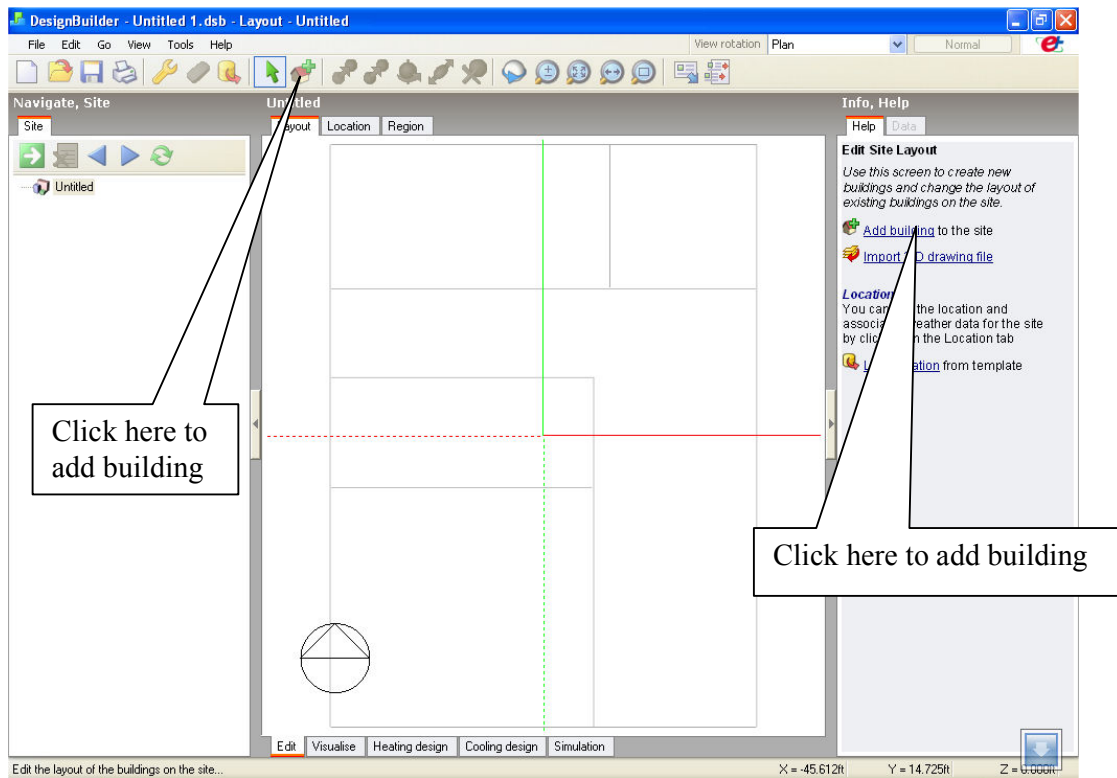 DesignBuilder - Untitled 1.dsb - Layout - Untitled
File Edit Go View Tools Help
View rotation Plan Normal
Navigate, Site
Site
Untitled
Untitled
Layout Location Region
Info, Help
Help Data
Edit Site Layout
Use this screen to create new
buildings and change the layout of
existing buildings on the site.
Add building to the site
Import 2-D drawing file
Location
You can the location and
weather data for the site
the Location tab
from template
Click here to
add building
Click here to add building
Edit Visualise Heating design Cooling design Simulation
Edit the layout of the buildings on the site...
X = -45.612ft Y = 14.725ft Z = 0.000ft